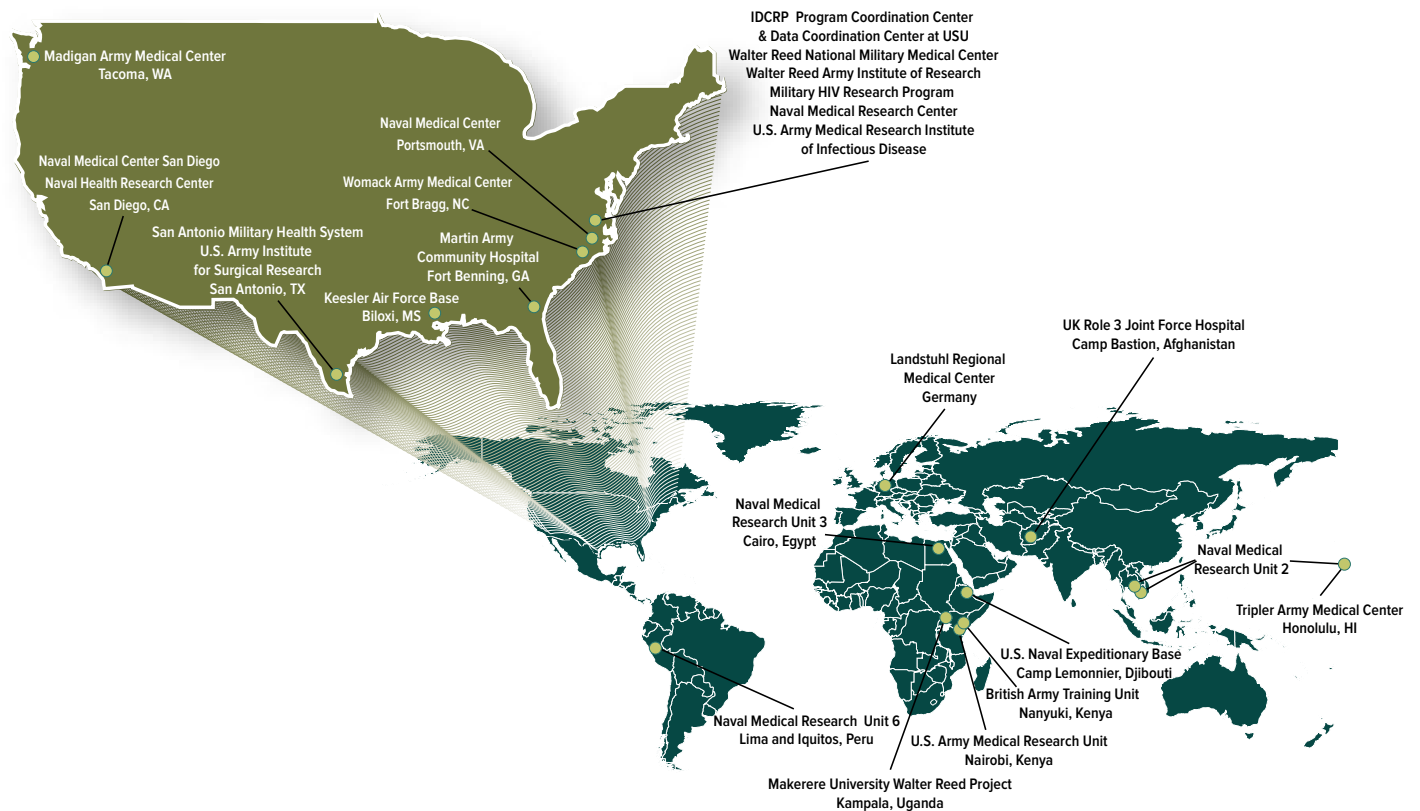 IDCRP Program Coordination Center
& Data Coordination Center at USU
Walter Reed National Military Medical Center
Walter Reed Army Institute of Research
Military HIV Research Program
Naval Medical Research Center
U.S. Army Medical Research Institute
of Infectious Disease
Madigan Army Medical Center
Tacoma, WA
Naval Medical Center
Portsmouth, VA
Naval Medical Center San Diego
Naval Health Research Center
San Diego, CA
Womack Army Medical Center
Fort Bragg, NC
San Antonio Military Health System
U.S. Army Institute
for Surgical Research
San Antonio, TX
Martin Army
Community Hospital
Fort Benning, GA
Keesler Air Force Base
Biloxi, MS
UK Role 3 Joint Force Hospital
Camp Bastion, Afghanistan
Landstuhl Regional
Medical Center
Germany
Naval Medical
Research Unit 3
Cairo, Egypt
Naval Medical
Research Unit 2
Tripler Army Medical Center
Honolulu, HI
U.S. Naval Expeditionary Base
Camp Lemonnier, Djibouti
British Army Training Unit
Nanyuki, Kenya
Naval Medical Research Unit 6
Lima and Iquitos, Peru
U.S. Army Medical Research Unit
Nairobi, Kenya
Makerere University Walter Reed Project
Kampala, Uganda